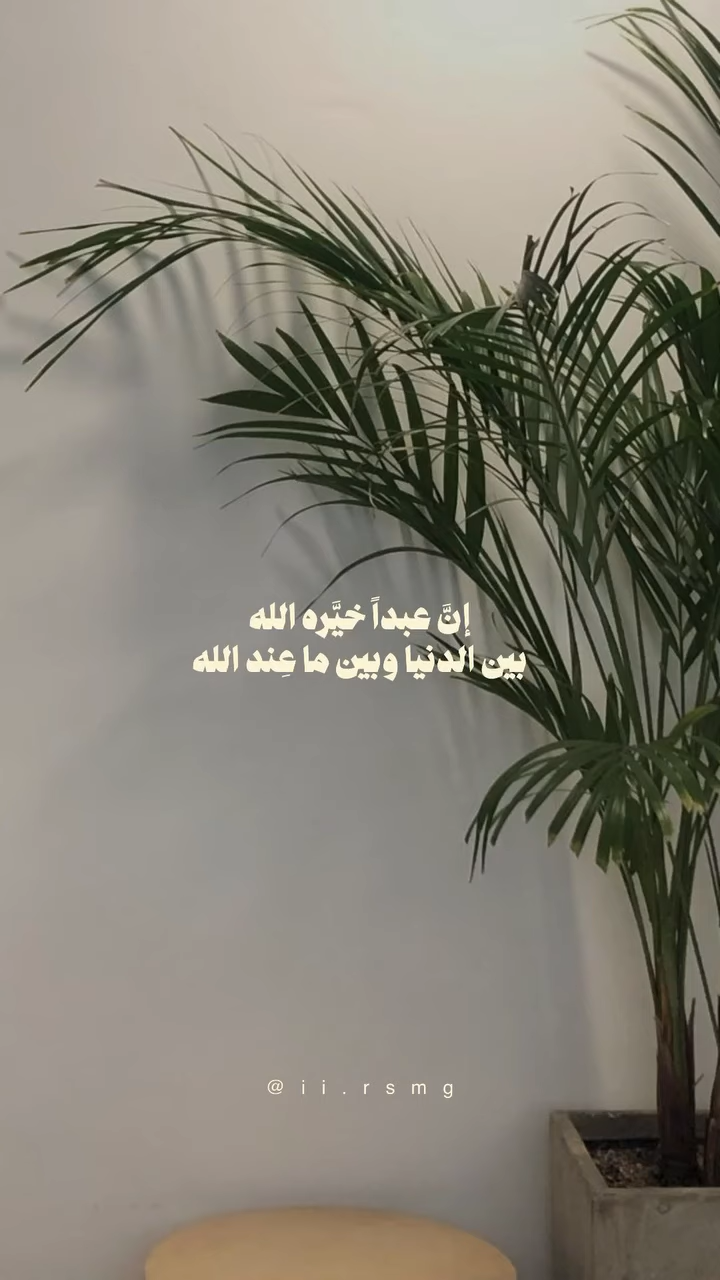 إنَّ عبداً خيَّره الله
بين الدنيا وبين ما عِند الله
@ii.rsmg